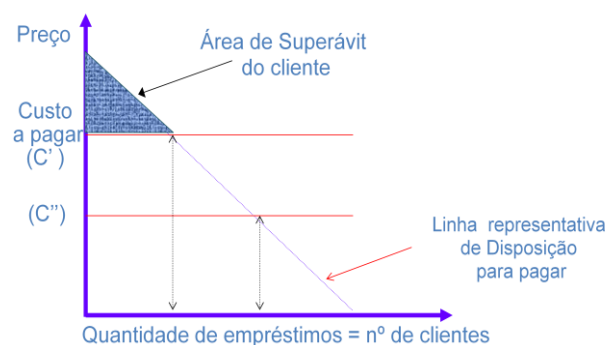 Preço
Área de Superávit
do cliente
Custo
a pagar
(C' )
(C'')
Linha representativa
de Disposição
para pagar
Quantidade de empréstimos = nº de clientes